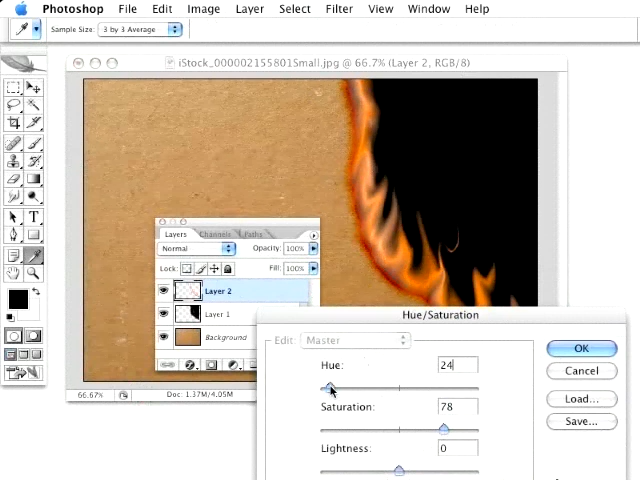 Photoshop File Edit Image Layer Select Filter View Window Help
Sample Size: 3 by 3 Average
iStock_000002155801Small.jpg @ 66.7% (Layer 2, RGB/8)
Layers Channels Paths
Normal Opacity: 100%
Lock: Fill: 100%
Layer 2
Layer 1
Background
66.67% Doc: 1.37M/4.05M
Hue/Saturation
Edit: Master
Hue: 24
Saturation: 78
Lightness: 0
OK
Cancel
Load...
Save...